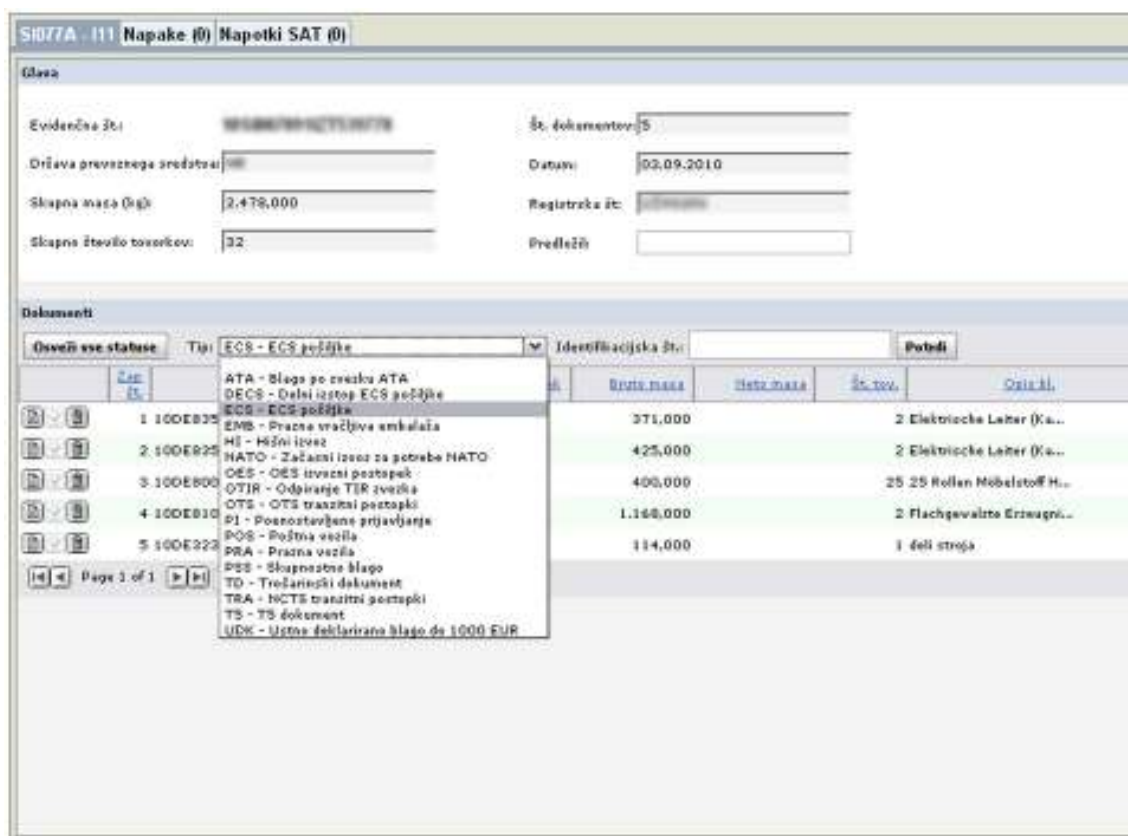 SI077A - I11 Napake (0) Napotki SAT (0)
Glava
Evidenčna št.:
Št. dokumentov: 5
Država prevoznega sredstva:
Datum: 03.09.2010
Skupna masa (kg): 2.478,000
Registrska št:
Skupno število tovorkov: 32
Predložil:
Dokumenti
Osveži vse statuse Tip: ECS - ECS pošiljke Identifikacijska št.: Potrdi
Zap. št. Bruto masa Neto masa Št. tov. Opis bl.
ATA - Blago po zvezku ATA
DECS - Delni izstop ECS pošiljke
ECS - ECS pošiljke
EMB - Prazna vračljiva embalaža
HI - Hišni izvoz
NATO - Začasni izvoz za potrebe NATO
OES - OES izvozni postopek
OTIR - Odpiranje TIR zvezka
OTS - OTS tranzitni postopki
PI - Poenostavljeno prijavljanje
POS - Poštna vozila
PRA - Prazna vozila
PSS - Skupnostno blago
TD - Trošarinski dokument
TRA - NCTS tranzitni postopki
TS - TS dokument
UDK - Ustno deklarirano blago do 1000 EUR
1 10DE835 371,000 2 Elektrische Leiter (Ka...
2 10DE835 425,000 2 Elektrische Leiter (Ka...
3 10DE800 400,000 25 25 Rollen Möbelstoff H...
4 10DE810 1.168,000 2 Flachgewalzte Erzeugni...
5 10DE323 114,000 1 deli stroja
Page 1 of 1